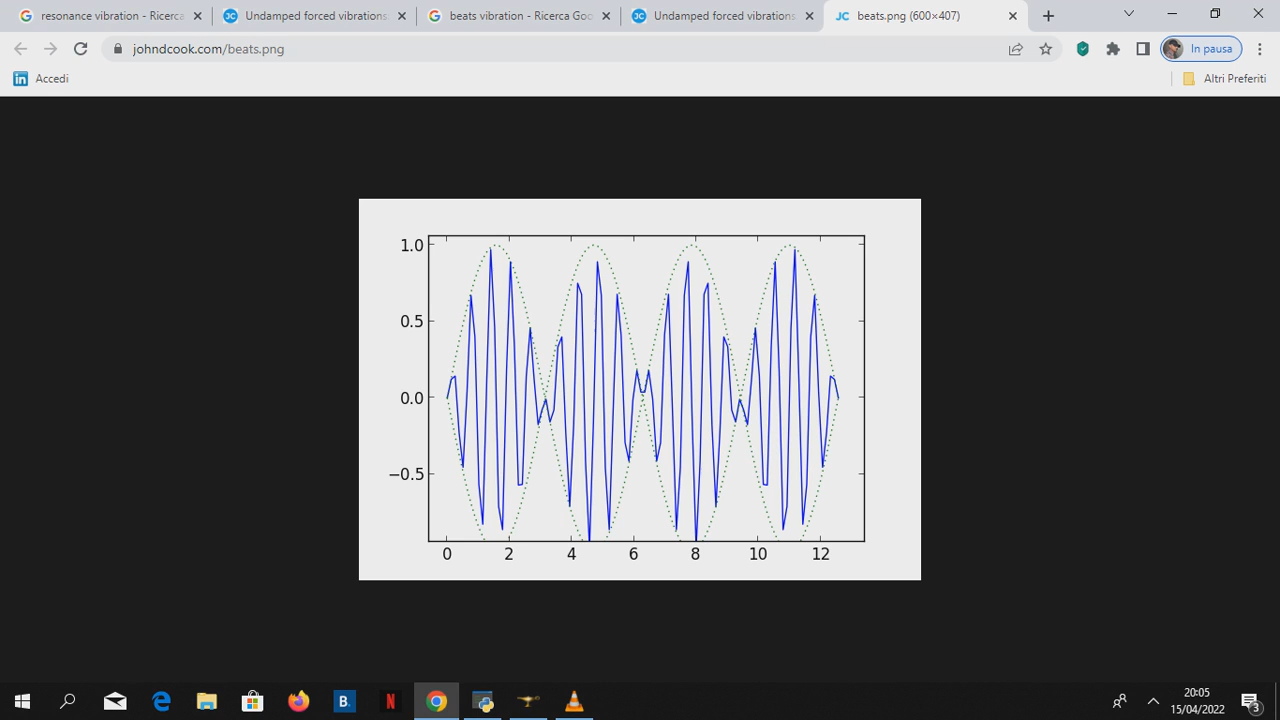 resonance vibration - Ricerca
Undamped forced vibrations:
beats vibration - Ricerca Goo
Undamped forced vibrations:
beats.png (600×407)
johndcook.com/beats.png
In pausa
Accedi
Altri Preferiti
1.0
0.5
0.0
−0.5
0 2 4 6 8 10 12
20:05
15/04/2022
3